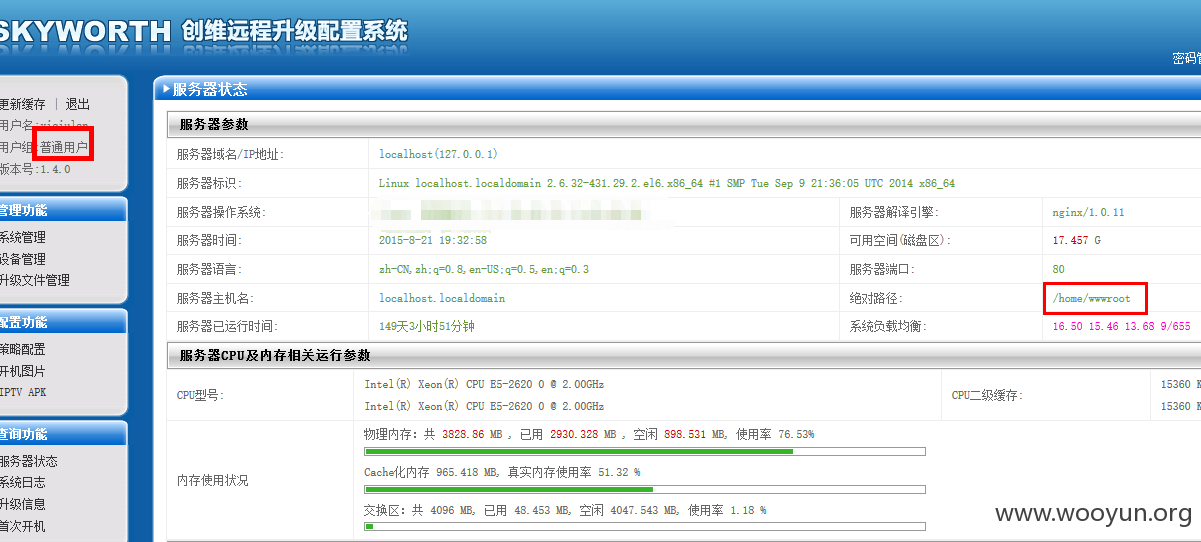 SKYWORTH 创维远程升级配置系统
密码管
更新缓存 | 退出
用户名:xiqiulan
用户组:普通用户
版本号:1.4.0
管理功能
系统管理
设备管理
升级文件管理
配置功能
策略配置
开机图片
IPTV APK
查询功能
服务器状态
系统日志
升级信息
首次开机
服务器状态
服务器参数
服务器域名/IP地址: localhost(127.0.0.1)
服务器标识: Linux localhost.localdomain 2.6.32-431.29.2.el6.x86_64 #1 SMP Tue Sep 9 21:36:05 UTC 2014 x86_64
服务器操作系统: 服务器解译引擎: nginx/1.0.11
服务器时间: 2015-8-21 19:32:58 可用空间(磁盘区): 17.457 G
服务器语言: zh-CN,zh;q=0.8,en-US;q=0.5,en;q=0.3 服务器端口: 80
服务器主机名: localhost.localdomain 绝对路径: /home/wwwroot
服务器已运行时间: 149天3小时51分钟 系统负载均衡: 16.50 15.46 13.68 9/655
服务器CPU及内存相关运行参数
CPU型号: Intel(R) Xeon(R) CPU E5-2620 0 @ 2.00GHz CPU二级缓存: 15360 K
Intel(R) Xeon(R) CPU E5-2620 0 @ 2.00GHz 15360 K
内存使用状况
物理内存：共 3828.86 MB , 已用 2930.328 MB , 空闲 898.531 MB, 使用率 76.53%
Cache化内存 965.418 MB, 真实内存使用率 51.32 %
交换区：共 4096 MB, 已用 48.453 MB, 空闲 4047.543 MB, 使用率 1.18 %
www.wooyun.org